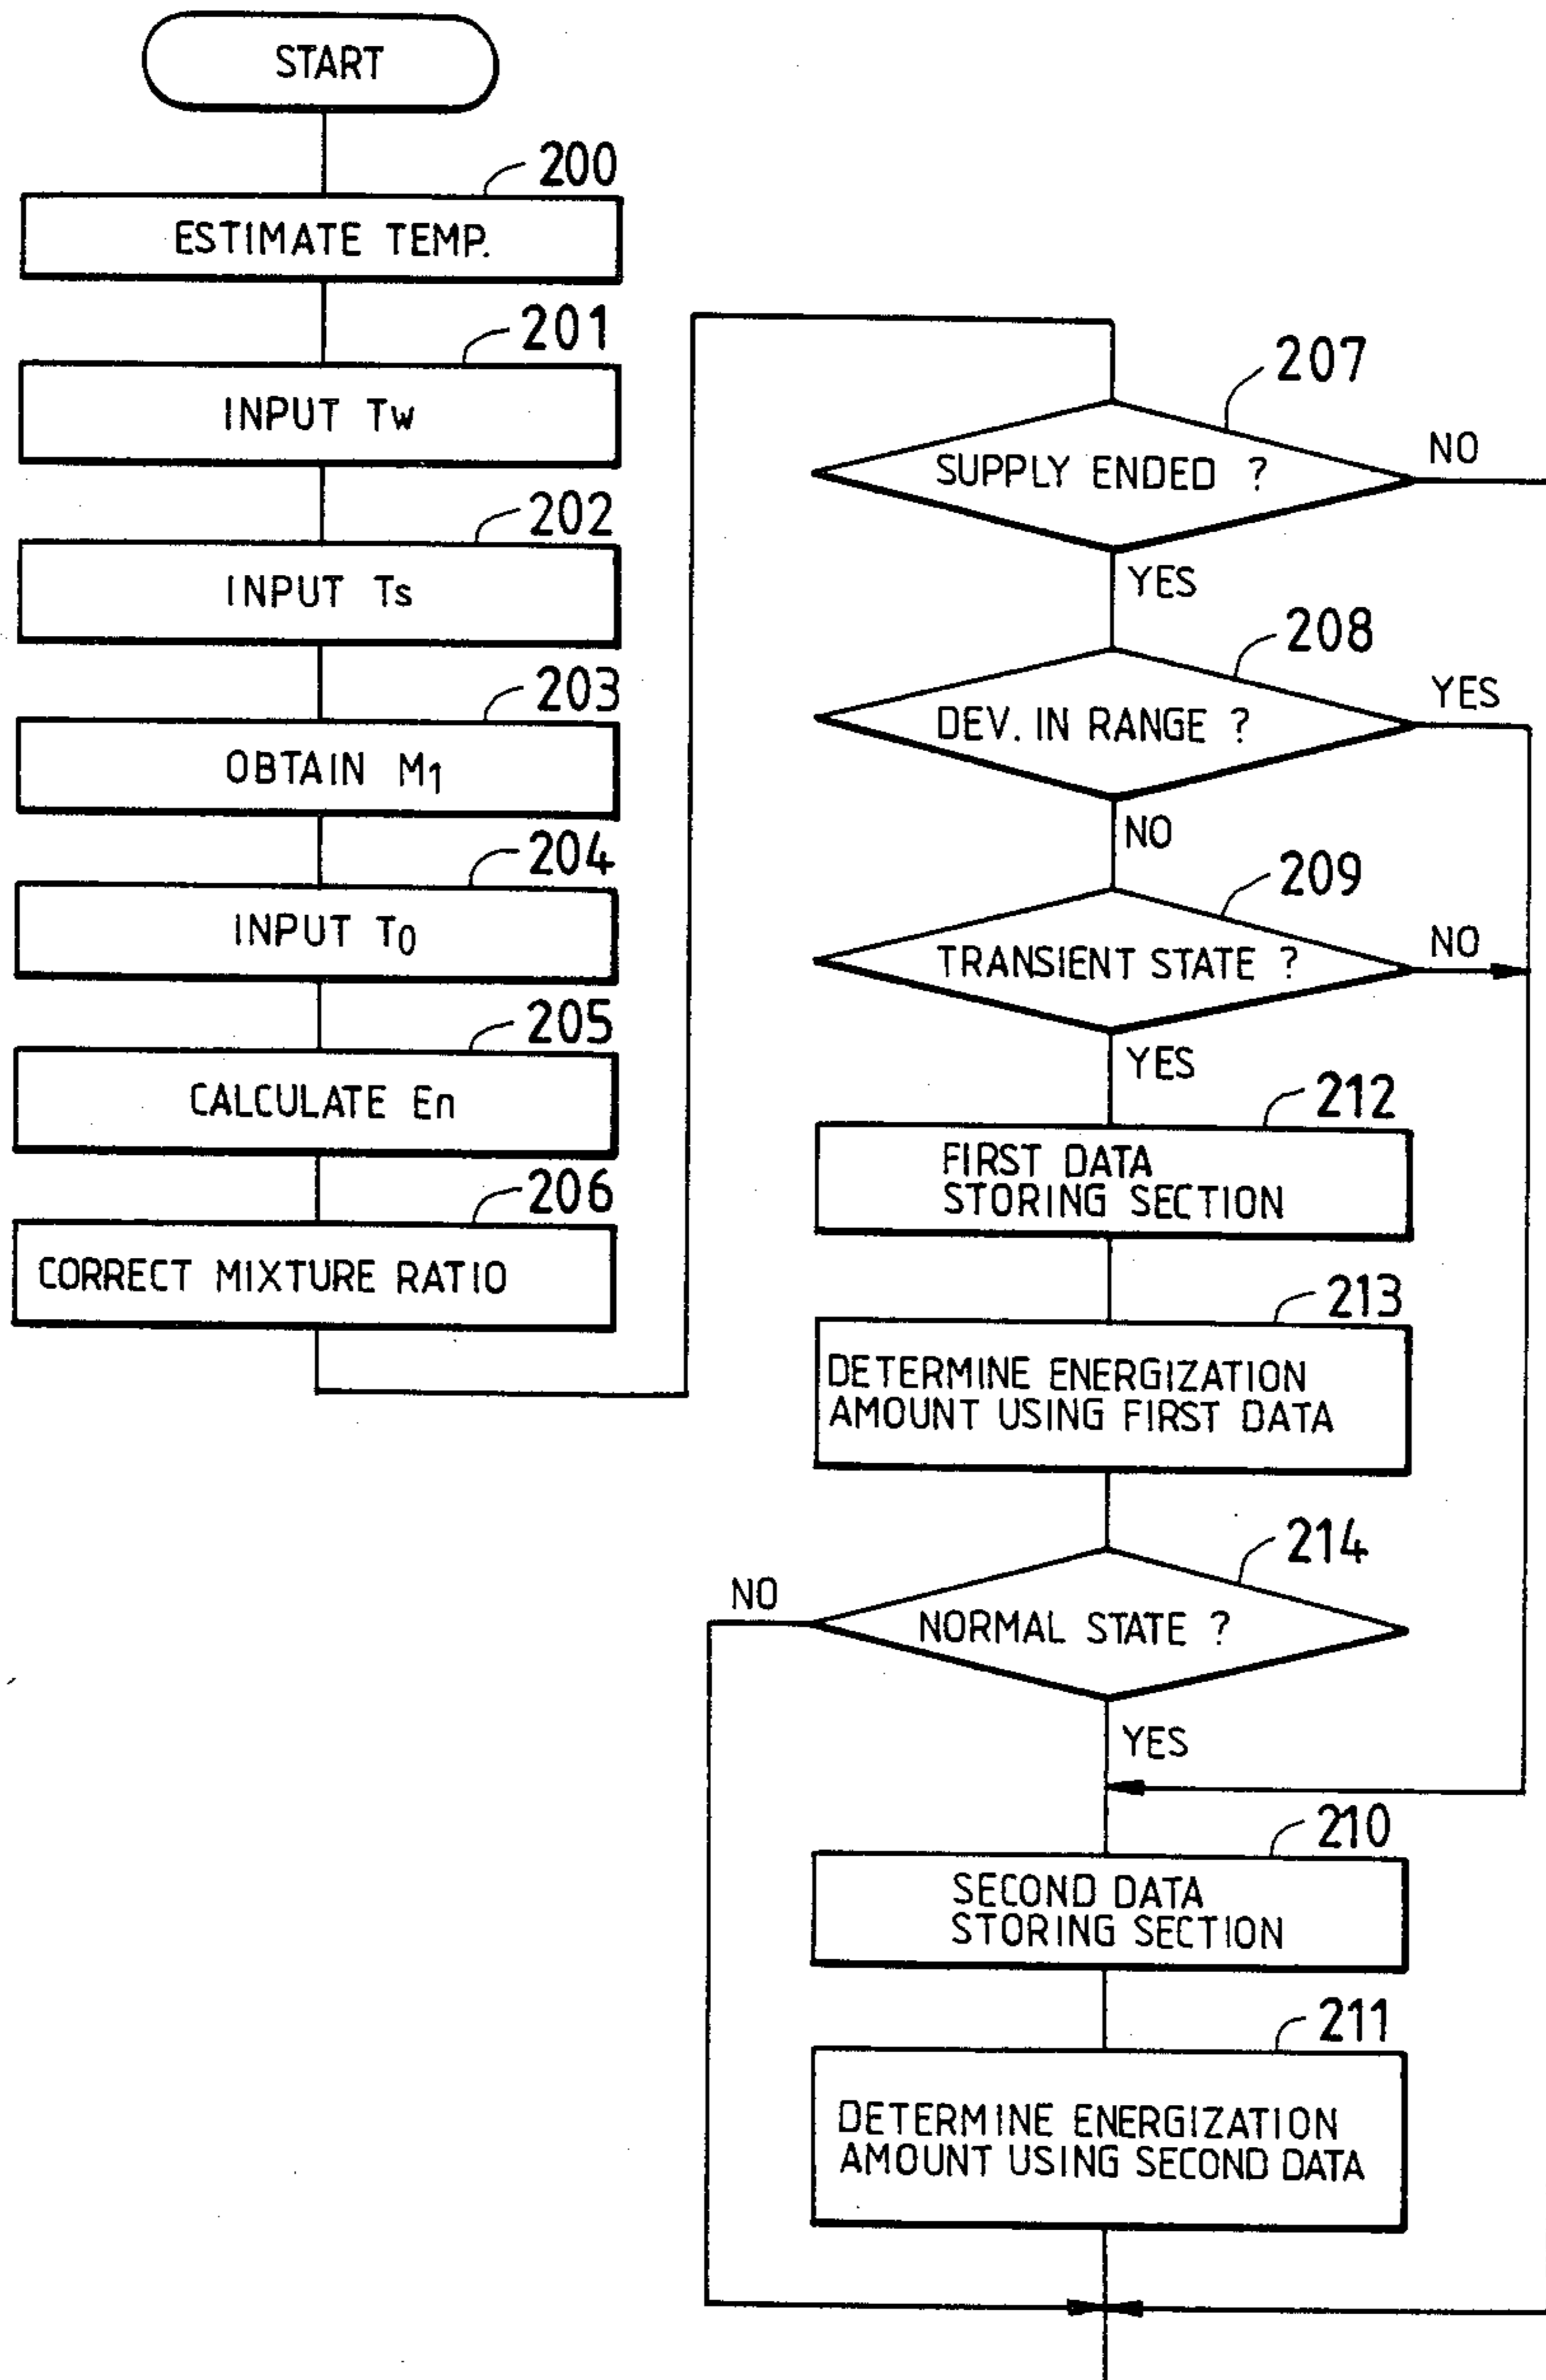 START
200
ESTIMATE TEMP.
201
INPUT Tw
202
INPUT Ts
203
OBTAIN M1
204
INPUT T0
205
CALCULATE En
206
CORRECT MIXTURE RATIO
207
SUPPLY ENDED ?
NO
YES
208
DEV. IN RANGE ?
YES
NO
209
TRANSIENT STATE ?
NO
YES
212
FIRST DATA
STORING SECTION
213
DETERMINE ENERGIZATION
AMOUNT USING FIRST DATA
214
NORMAL STATE ?
NO
YES
210
SECOND DATA
STORING SECTION
211
DETERMINE ENERGIZATION
AMOUNT USING SECOND DATA